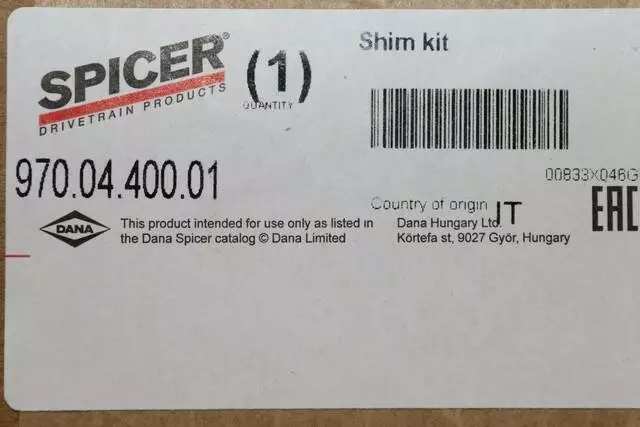 SPICER®
DRIVETRAIN PRODUCTS
(1)
QUANTITY
Shim kit
00833X046G
970.04.400.01
Country of origin IT
EAC
DANA
This product intended for use only as listed in
the Dana Spicer catalog © Dana Limited
Dana Hungary Ltd.
Körtefa st, 9027 Györ, Hungary